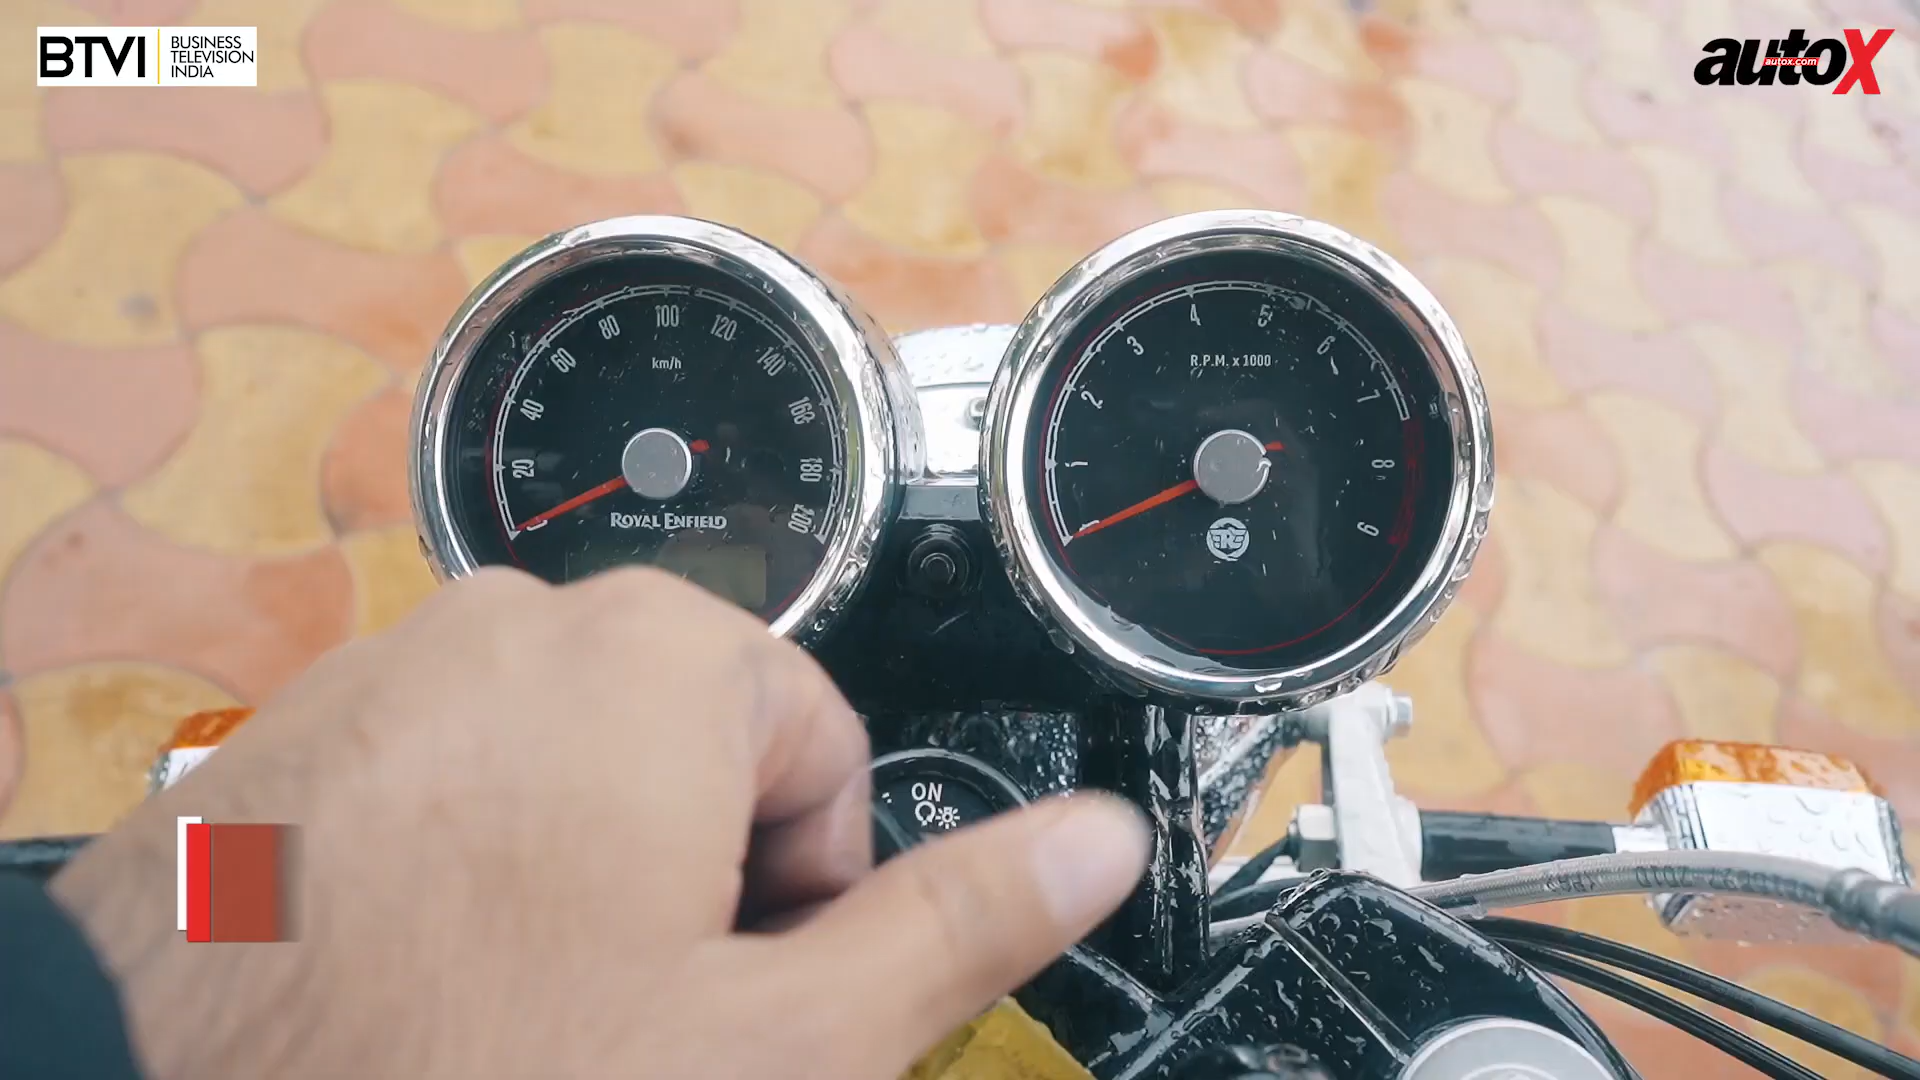 BTVI
BUSINESS
TELEVISION
INDIA
autoX
autox.com
0
20
40
60
80
100
120
140
160
180
200
km/h
ROYAL ENFIELD
1
2
3
4
5
6
7
8
9
R.P.M. x 1000
ON